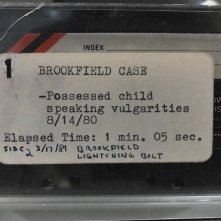 INDEX
1 BROOKFIELD CASE
-Possessed child
speaking vulgarities
8/14/80
Elapsed Time: 1 min. 05 sec.
SIDE 2 3/17/81 BROOKFIELD
LIGHTENING BOLT